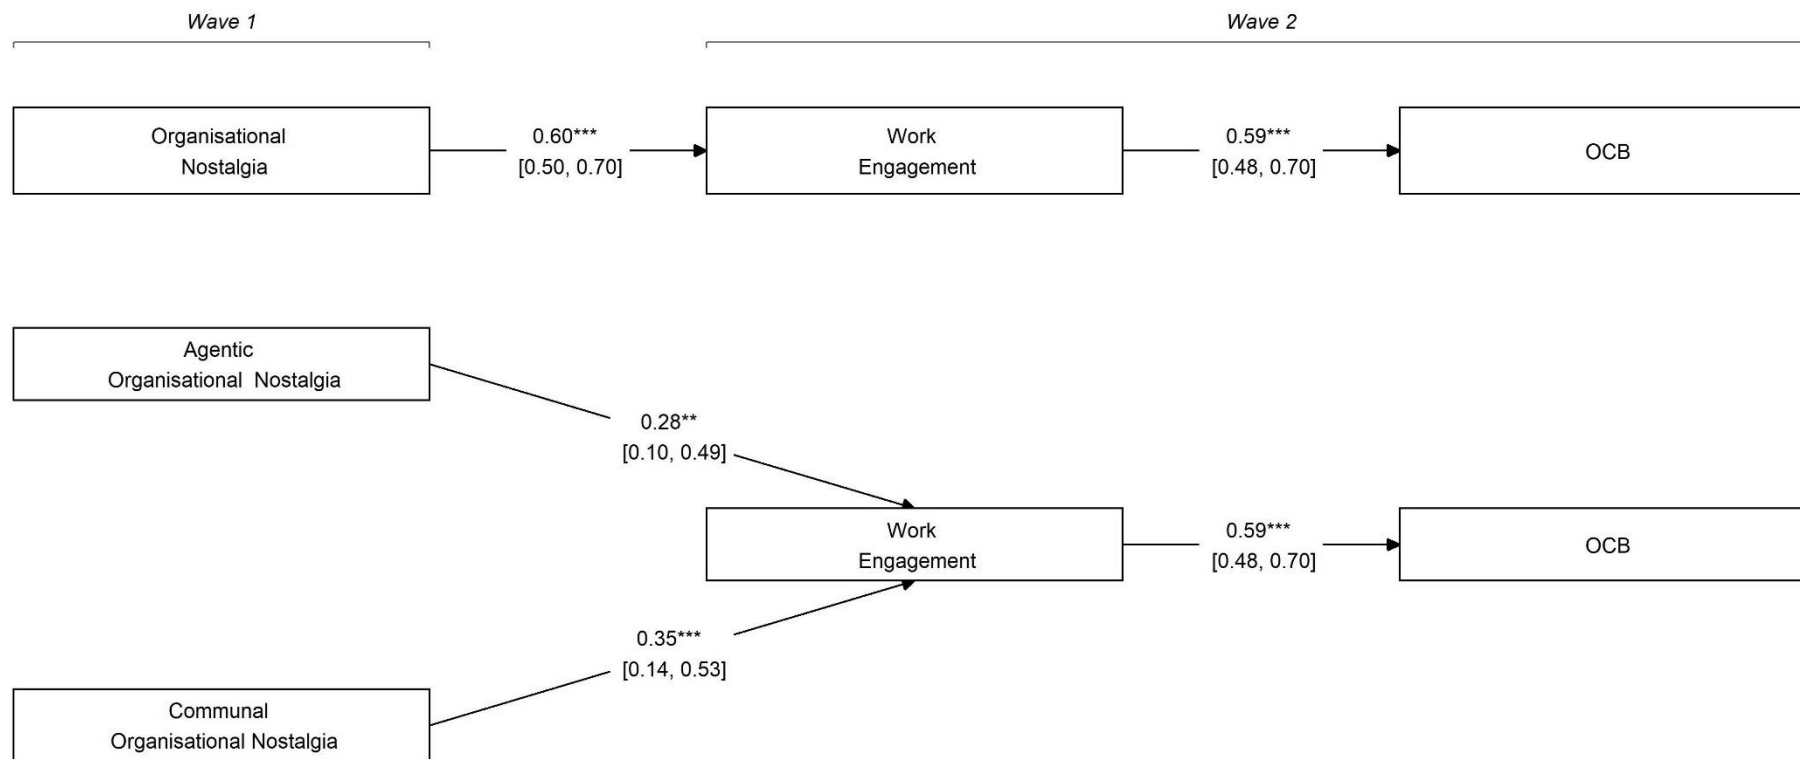 Wave 1
Wave 2
Organisational
Nostalgia
0.60***
[0.50, 0.70]
Work
Engagement
0.59***
[0.48, 0.70]
OCB
Agentic
Organisational Nostalgia
0.28**
[0.10, 0.49]
Work
Engagement
0.59***
[0.48, 0.70]
OCB
0.35***
[0.14, 0.53]
Communal
Organisational Nostalgia